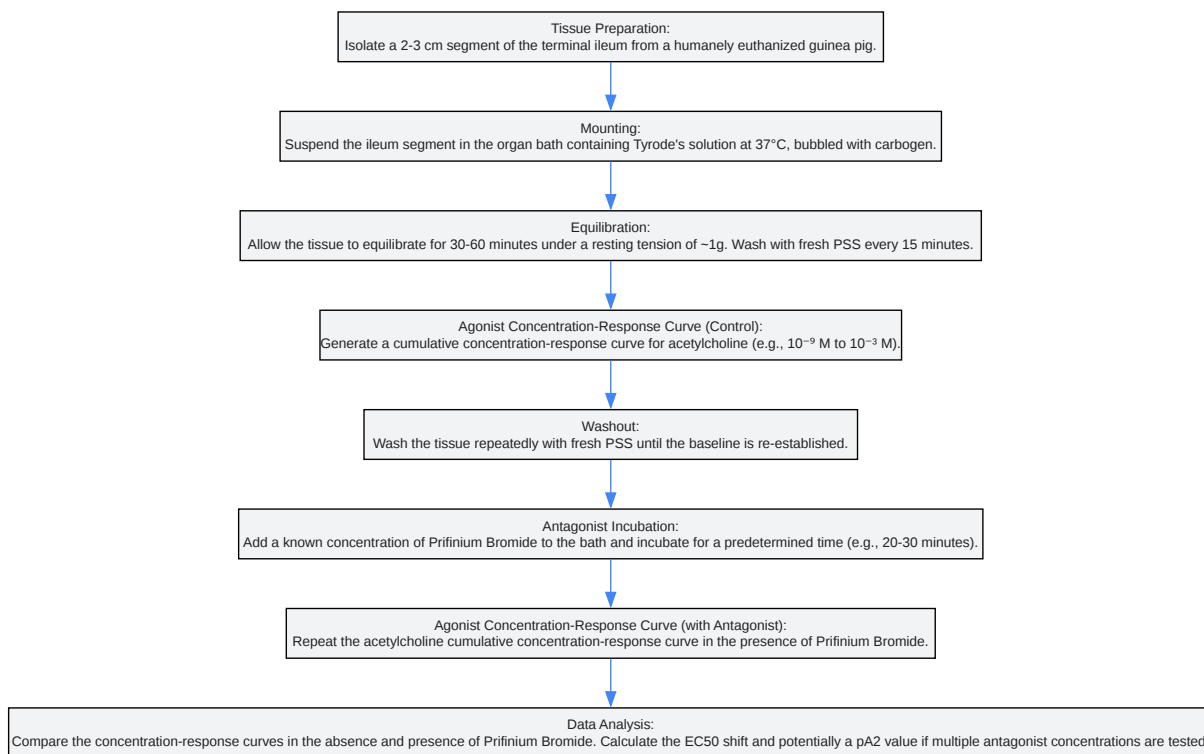 Tissue Preparation:
Isolate a 2-3 cm segment of the terminal ileum from a humanely euthanized guinea pig.
Mounting:
Suspend the ileum segment in the organ bath containing Tyrode's solution at 37°C, bubbled with carbogen.
Equilibration:
Allow the tissue to equilibrate for 30-60 minutes under a resting tension of ~1g. Wash with fresh PSS every 15 minutes.
Agonist Concentration-Response Curve (Control):
Generate a cumulative concentration-response curve for acetylcholine (e.g., 10⁻⁹ M to 10⁻³ M).
Washout:
Wash the tissue repeatedly with fresh PSS until the baseline is re-established.
Antagonist Incubation:
Add a known concentration of Prifinium Bromide to the bath and incubate for a predetermined time (e.g., 20-30 minutes).
Agonist Concentration-Response Curve (with Antagonist):
Repeat the acetylcholine cumulative concentration-response curve in the presence of Prifinium Bromide.
Data Analysis:
Compare the concentration-response curves in the absence and presence of Prifinium Bromide. Calculate the EC50 shift and potentially a pA2 value if multiple antagonist concentrations are tested